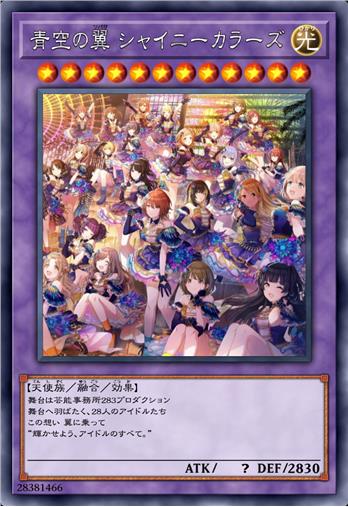 青空の翼 シャイニーカラーズ
光
【天使族／融合／効果】
舞台は芸能事務所283プロダクション
舞台へ羽ばたく、28人のアイドルたち
この想い 翼に乗って
“輝かせよう、アイドルのすべて。”
ATK/ ? DEF/2830
28381466